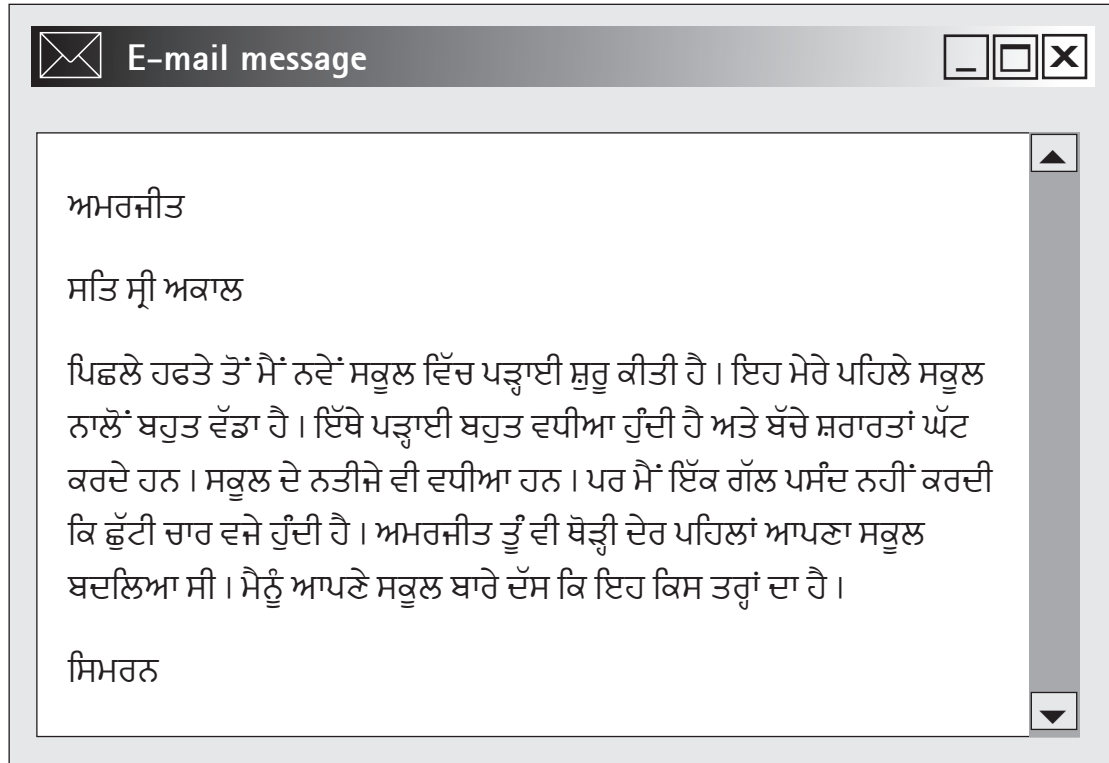 E-mail message
ਅਮਰਜੀਤ
ਸਤਿ ਸ੍ਰੀ ਅਕਾਲ
ਪਿਛਲੇ ਹਫਤੇ ਤੋਂ ਮੈਂ ਨਵੇਂ ਸਕੂਲ ਵਿੱਚ ਪੜ੍ਹਾਈ ਸ਼ੁਰੂ ਕੀਤੀ ਹੈ । ਇਹ ਮੇਰੇ ਪਹਿਲੇ ਸਕੂਲ
ਨਾਲੋਂ ਬਹੁਤ ਵੱਡਾ ਹੈ । ਇੱਥੇ ਪੜ੍ਹਾਈ ਬਹੁਤ ਵਧੀਆ ਹੁੰਦੀ ਹੈ ਅਤੇ ਬੱਚੇ ਸ਼ਰਾਰਤਾਂ ਘੱਟ
ਕਰਦੇ ਹਨ । ਸਕੂਲ ਦੇ ਨਤੀਜੇ ਵੀ ਵਧੀਆ ਹਨ । ਪਰ ਮੈਂ ਇੱਕ ਗੱਲ ਪਸੰਦ ਨਹੀਂ ਕਰਦੀ
ਕਿ ਛੁੱਟੀ ਚਾਰ ਵਜੇ ਹੁੰਦੀ ਹੈ । ਅਮਰਜੀਤ ਤੂੰ ਵੀ ਥੋੜ੍ਹੀ ਦੇਰ ਪਹਿਲਾਂ ਆਪਣਾ ਸਕੂਲ
ਬਦਲਿਆ ਸੀ । ਮੈਨੂੰ ਆਪਣੇ ਸਕੂਲ ਬਾਰੇ ਦੱਸ ਕਿ ਇਹ ਕਿਸ ਤਰ੍ਹਾਂ ਦਾ ਹੈ ।
ਸਿਮਰਨ